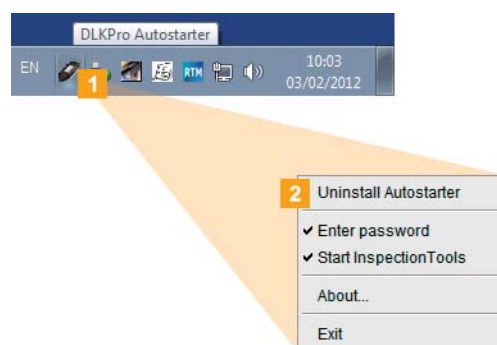 DLKPro Autostarter
EN
RTM
10:03
03/02/2012
1
2 Uninstall Autostarter
Enter password
Start InspectionTools
About...
Exit